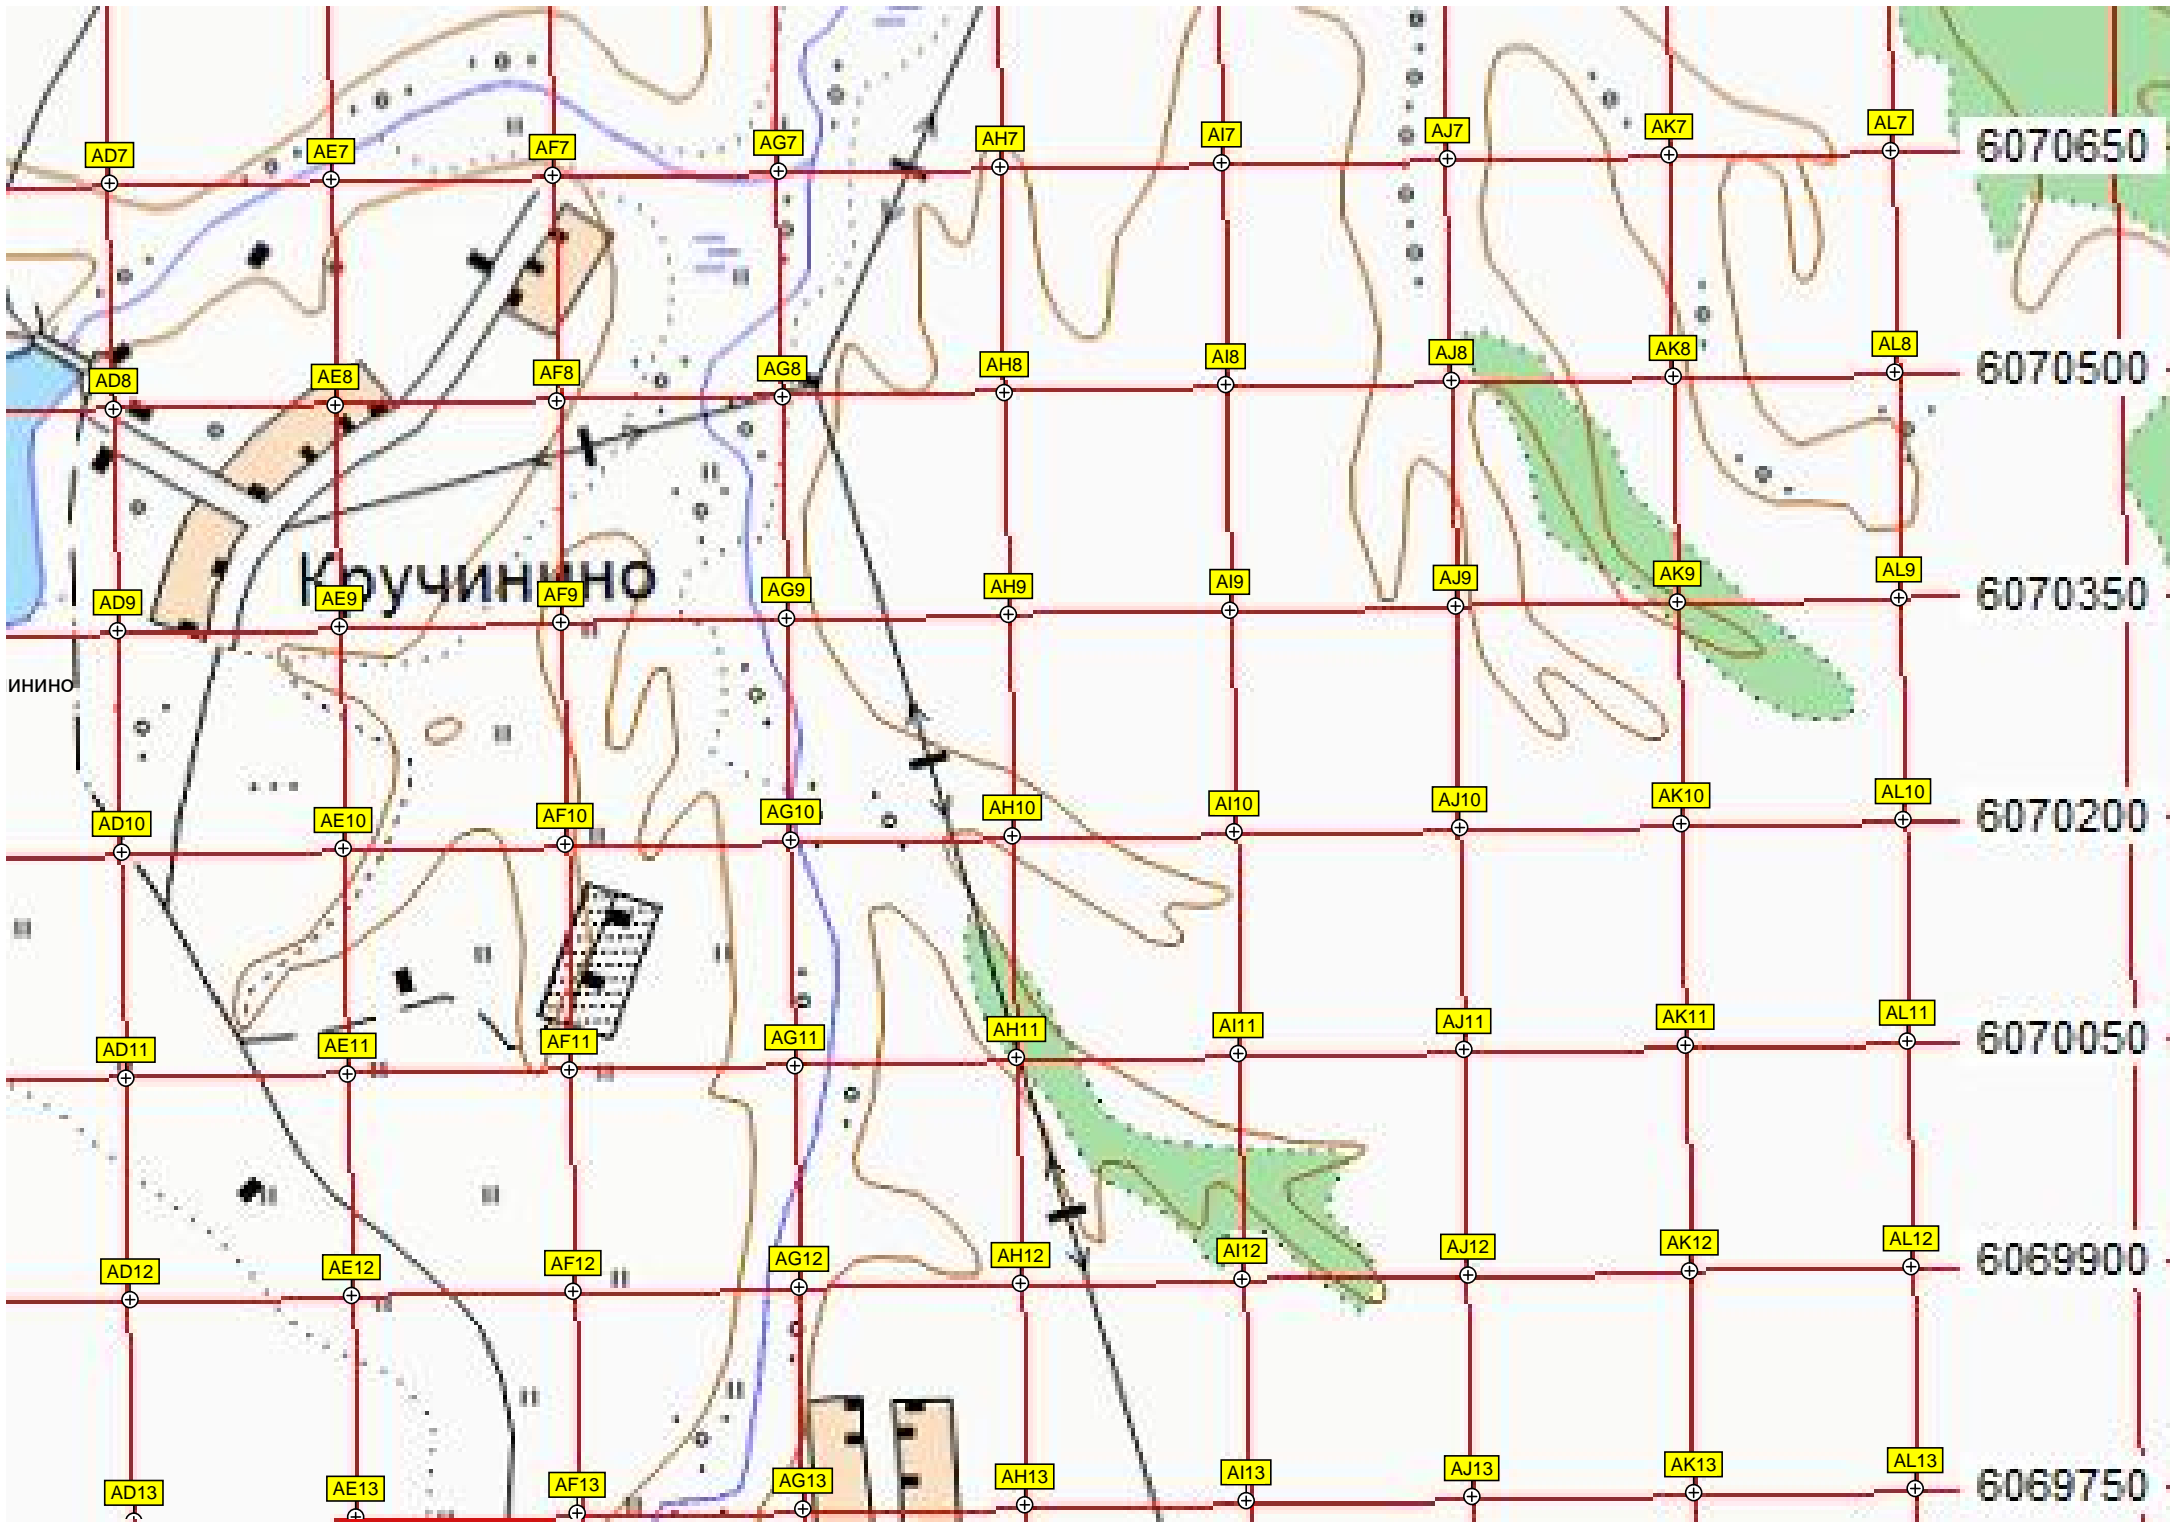 AD7 AE7 AF7 AG7 AH7 AI7 AJ7 AK7 AL7 6070650
AD8 AE8 AF8 AG8 AH8 AI8 AJ8 AK8 AL8 6070500
Кручинино
AD9 AE9 AF9 AG9 AH9 AI9 AJ9 AK9 AL9 6070350
инино
AD10 AE10 AF10 AG10 AH10 AI10 AJ10 AK10 AL10 6070200
AD11 AE11 AF11 AG11 AH11 AI11 AJ11 AK11 AL11 6070050
AD12 AE12 AF12 AG12 AH12 AI12 AJ12 AK12 AL12 6069900
AD13 AE13 AF13 AG13 AH13 AI13 AJ13 AK13 AL13 6069750